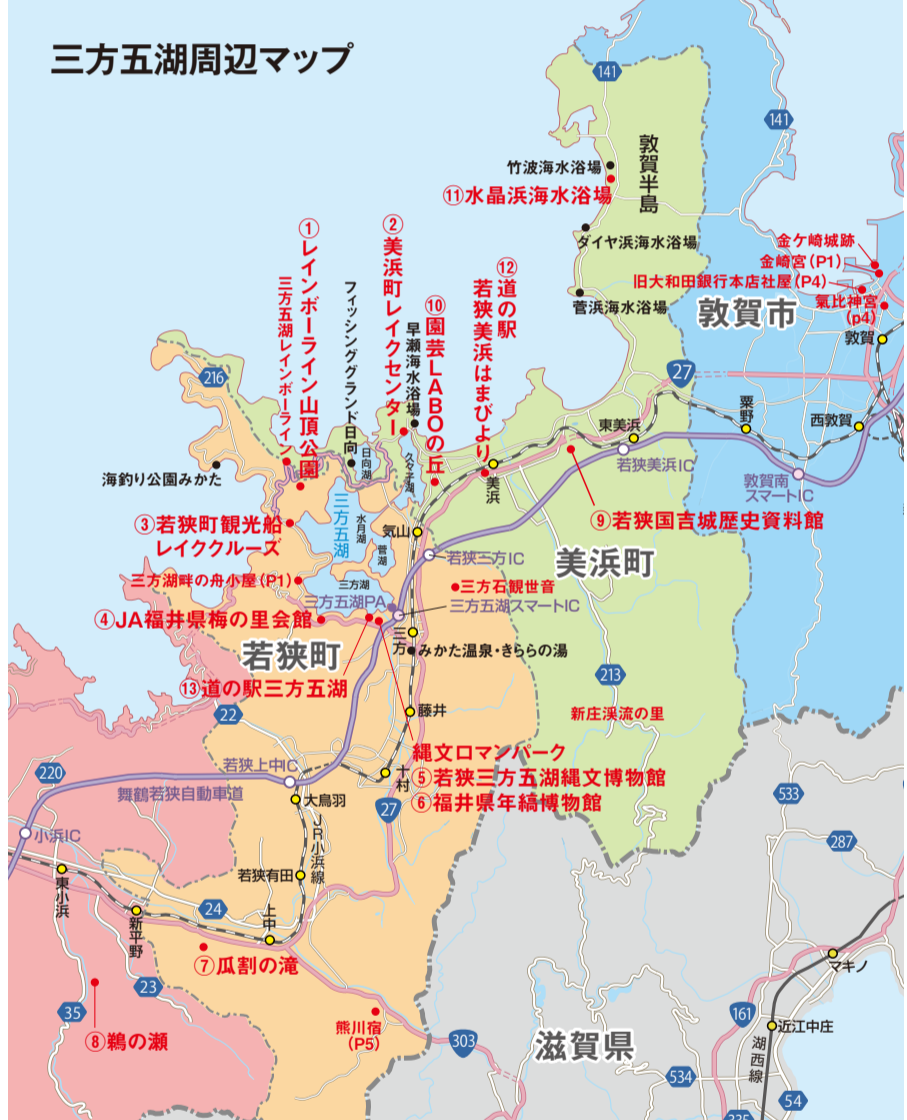 三方五湖周辺マップ
141
141
敦賀半島
竹波海水浴場
⑪水晶浜海水浴場
ダイヤ浜海水浴場
菅浜海水浴場
金ケ崎城跡
金崎宮(P1)
旧大和田銀行本店社屋(P4)
氣比神宮
(p4)
敦賀市
敦賀
①レインボーライン山頂公園
三方五湖レインボーライン
フィッシンググランド日向
②美浜町レイクセンター
早瀬海水浴場
⑩園芸LABOの丘
⑫道の駅
若狭美浜はまびより
216
27
粟野
西敦賀
東美浜
若狭美浜IC
敦賀南
スマートIC
美浜
海釣り公園みかた
日向湖
久々子湖
三方五湖
水月湖
菅湖
三方湖
気山
③若狭町観光船
レイククルーズ
⑨若狭国吉城歴史資料館
若狭三方IC
美浜町
三方湖畔の舟小屋(P1)
三方五湖PA
三方石観世音
三方五湖スマートIC
④JA福井県梅の里会館
三方
みかた温泉・きららの湯
若狭町
⑬道の駅三方五湖
213
22
藤井
新庄渓流の里
縄文ロマンパーク
⑤若狭三方五湖縄文博物館
⑥福井県年縞博物館
若狭上中IC
十村
220
舞鶴若狭自動車道
大鳥羽
27
533
小浜IC
JR小浜線
287
東小浜
若狭有田
24
上中
新平野
⑦瓜割の滝
マキノ
23
35
161
近江中庄
⑧鵜の瀬
熊川宿
(P5)
303
滋賀県
湖西線
534
54
335